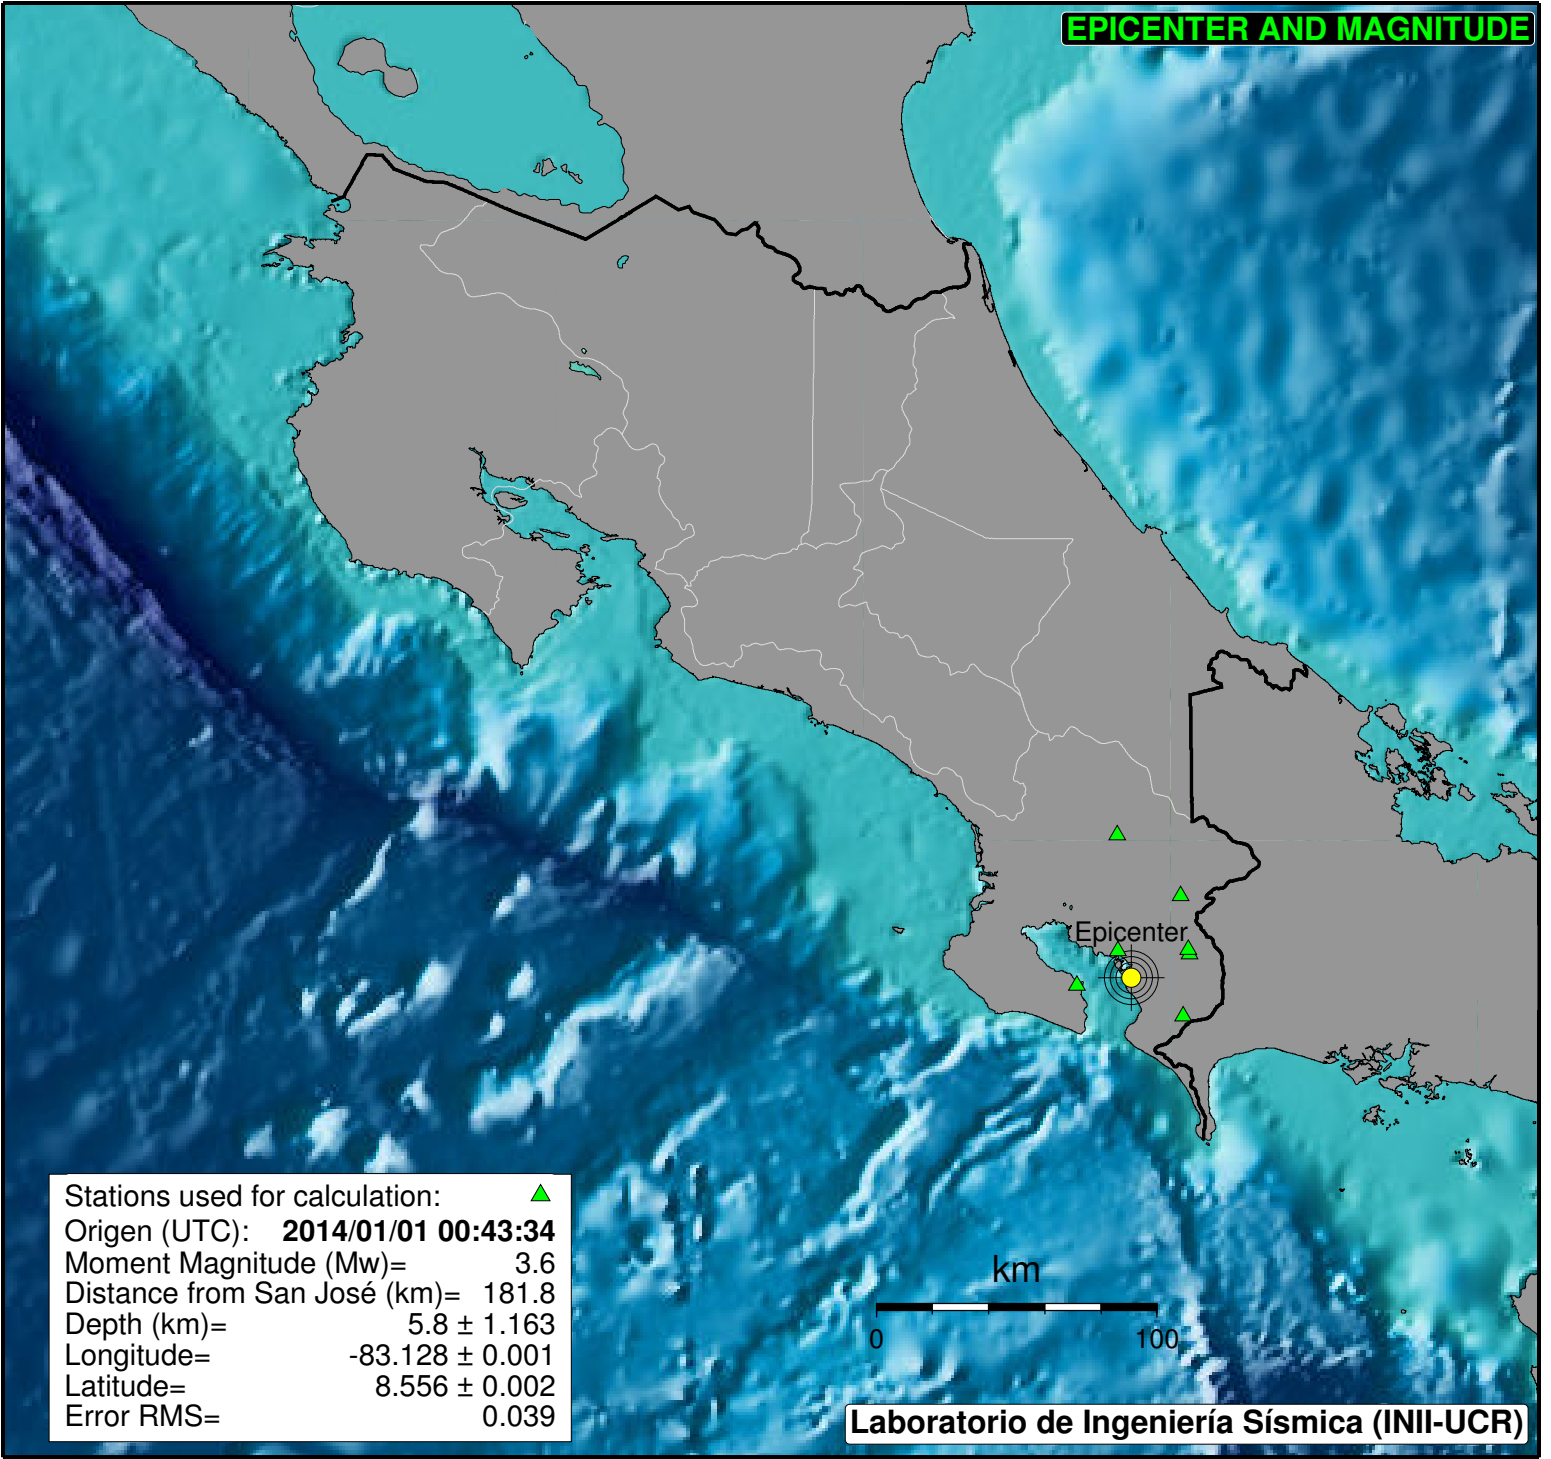 EPICENTER AND MAGNITUDE
Epicenter
Stations used for calculation:
Origen (UTC): 2014/01/01 00:43:34
Moment Magnitude (Mw)= 3.6
Distance from San José (km)= 181.8
Depth (km)= 5.8 ± 1.163
Longitude= -83.128 ± 0.001
Latitude= 8.556 ± 0.002
Error RMS= 0.039
km
0 100
Laboratorio de Ingeniería Sísmica (INII-UCR)